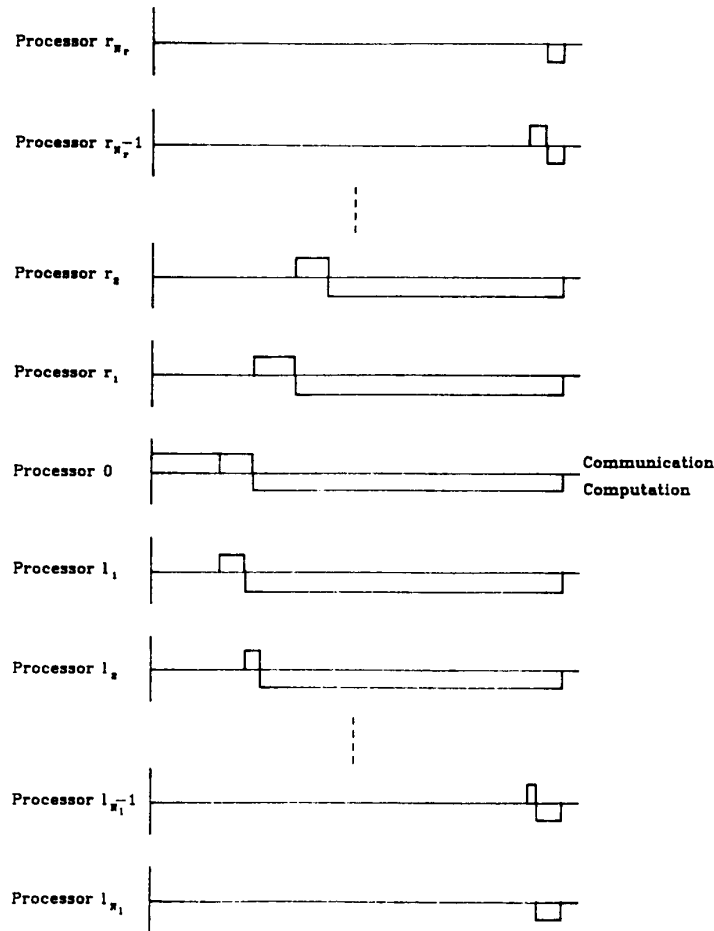 Processor r_{N_r}
Processor r_{N_r-1}
Processor r_2
Processor r_1
Processor 0
Communication
Computation
Processor l_1
Processor l_2
Processor l_{N_l-1}
Processor l_{N_l}